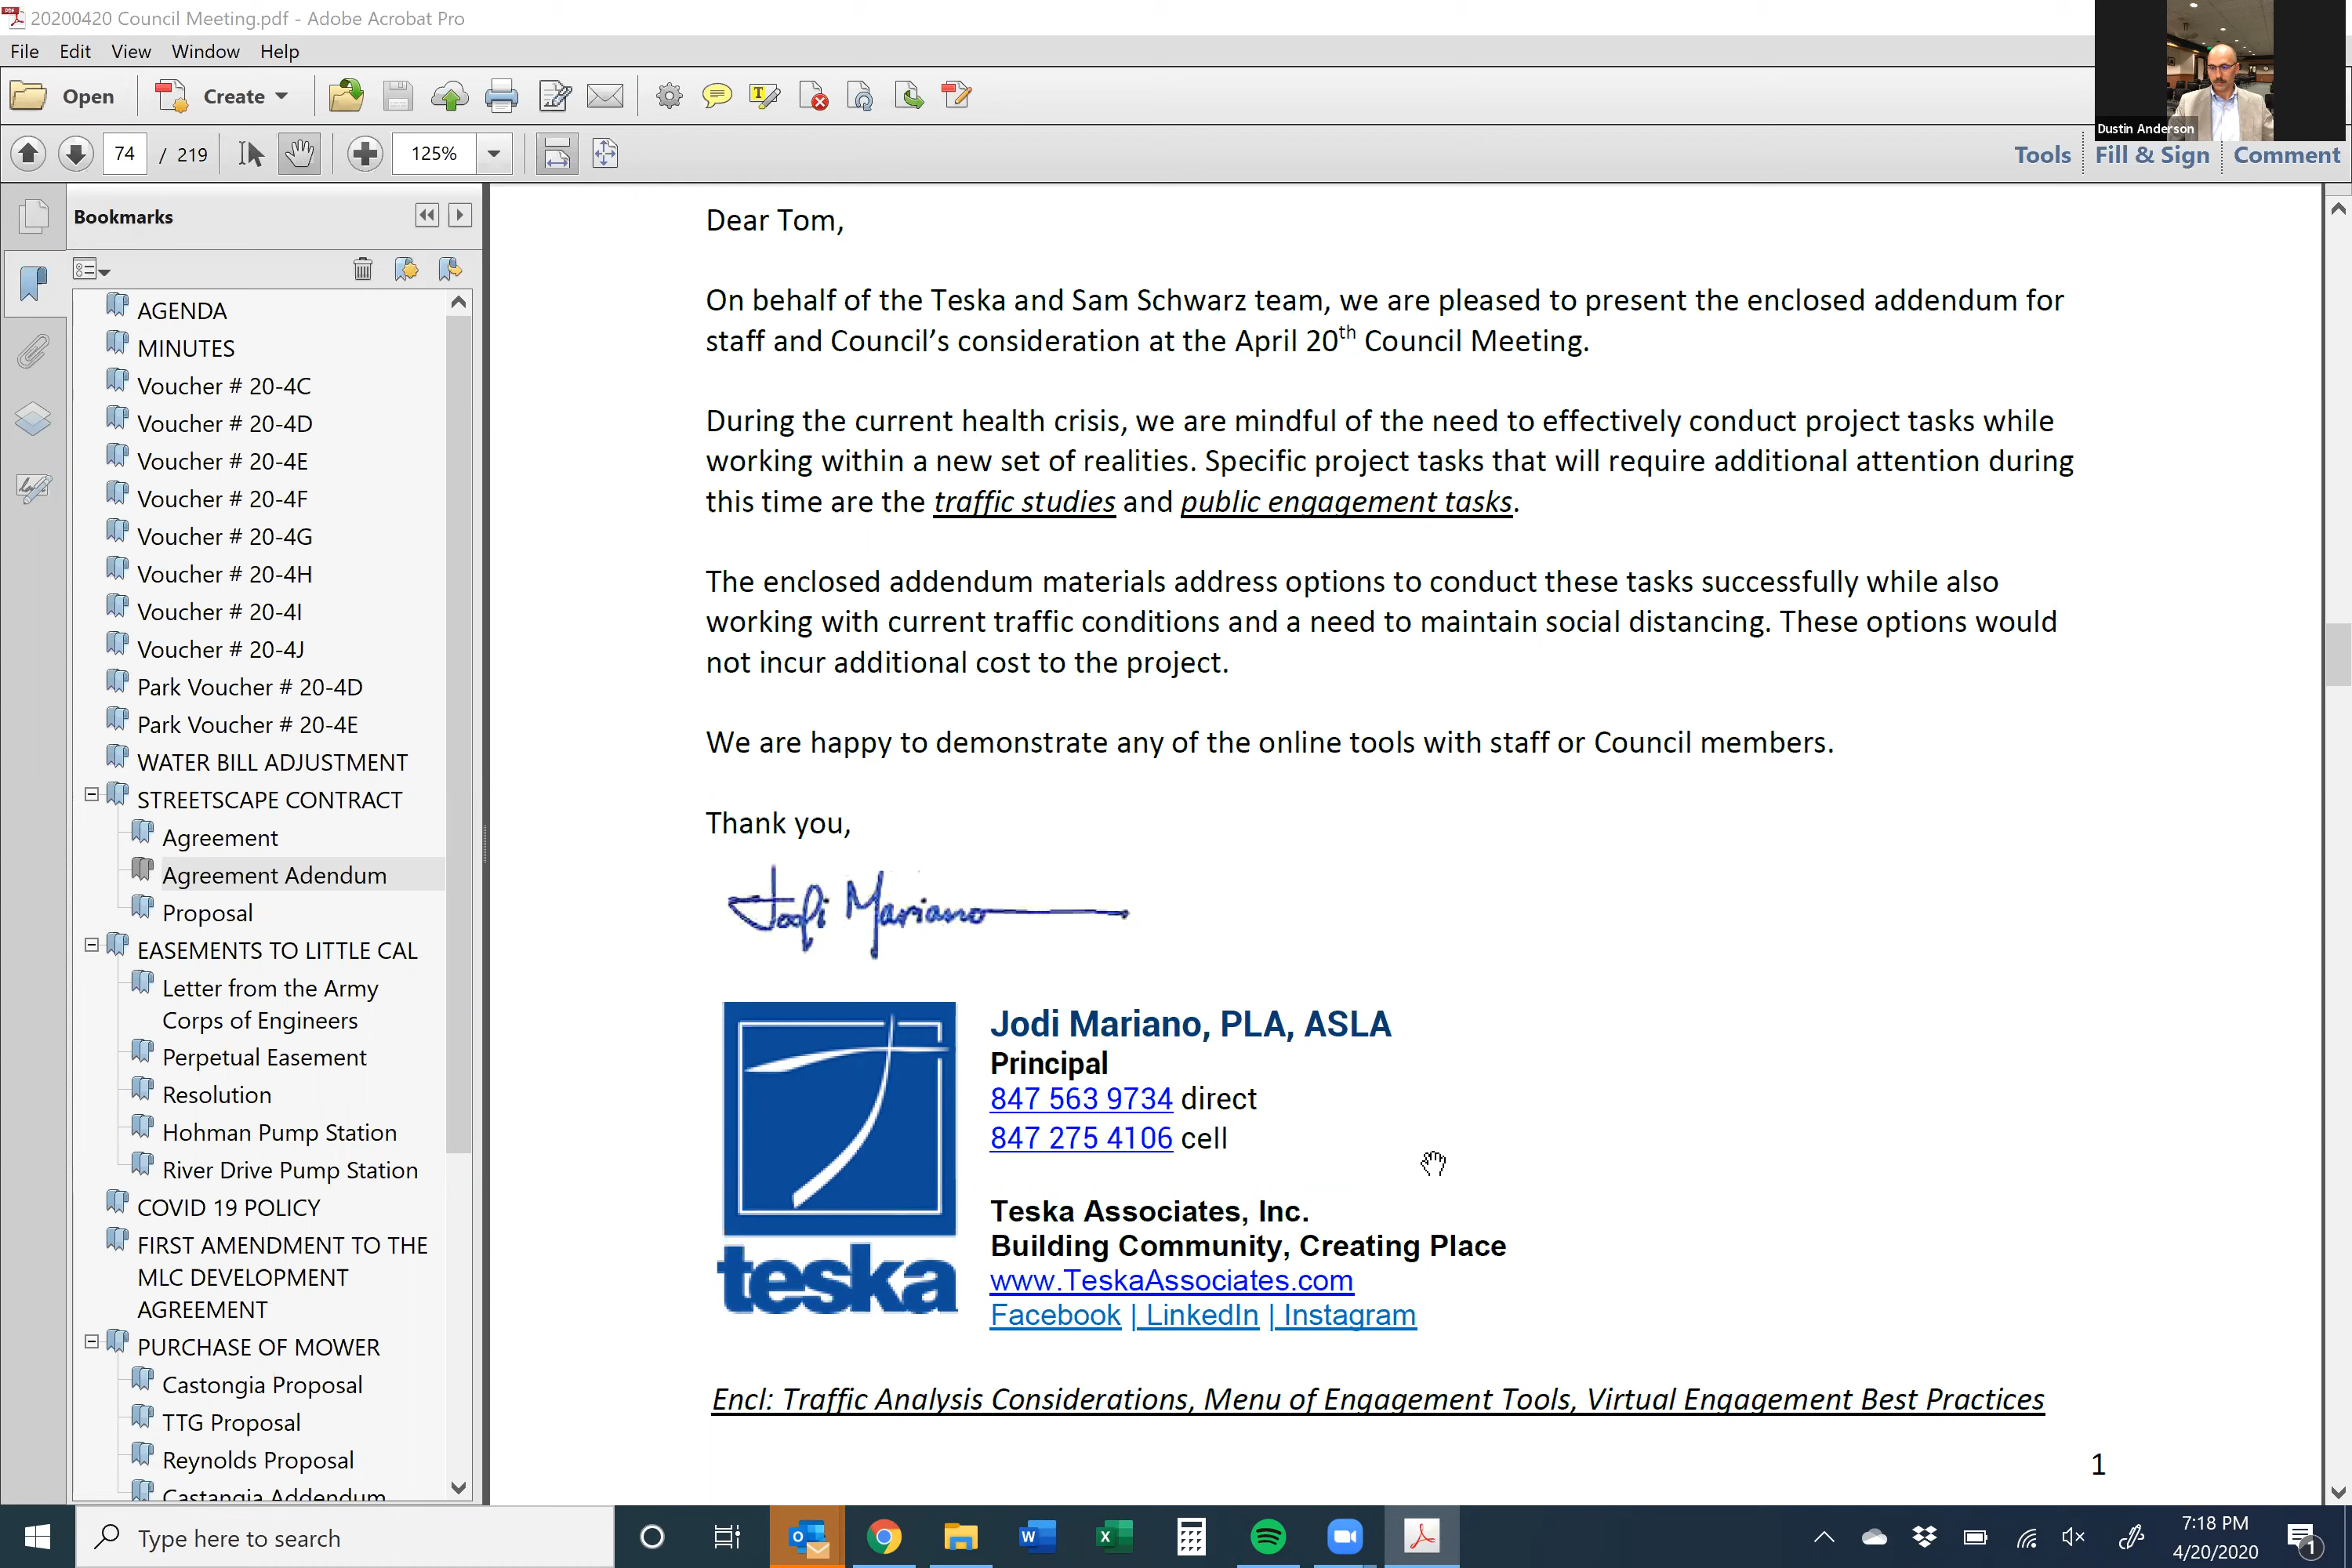 20200420 Council Meeting.pdf - Adobe Acrobat Pro
File Edit View Window Help
Open Create
74 / 219 125%
Dustin Anderson
Tools Fill & Sign Comment
Bookmarks
AGENDA
MINUTES
Voucher # 20-4C
Voucher # 20-4D
Voucher # 20-4E
Voucher # 20-4F
Voucher # 20-4G
Voucher # 20-4H
Voucher # 20-4I
Voucher # 20-4J
Park Voucher # 20-4D
Park Voucher # 20-4E
WATER BILL ADJUSTMENT
STREETSCAPE CONTRACT
Agreement
Agreement Adendum
Proposal
EASEMENTS TO LITTLE CAL
Letter from the Army
Corps of Engineers
Perpetual Easement
Resolution
Hohman Pump Station
River Drive Pump Station
COVID 19 POLICY
FIRST AMENDMENT TO THE
MLC DEVELOPMENT
AGREEMENT
PURCHASE OF MOWER
Castongia Proposal
TTG Proposal
Reynolds Proposal
Castangia Addendum
Dear Tom,
On behalf of the Teska and Sam Schwarz team, we are pleased to present the enclosed addendum for
staff and Council’s consideration at the April 20th Council Meeting.
During the current health crisis, we are mindful of the need to effectively conduct project tasks while
working within a new set of realities. Specific project tasks that will require additional attention during
this time are the traffic studies and public engagement tasks.
The enclosed addendum materials address options to conduct these tasks successfully while also
working with current traffic conditions and a need to maintain social distancing. These options would
not incur additional cost to the project.
We are happy to demonstrate any of the online tools with staff or Council members.
Thank you,
Jodi Mariano
teska
Jodi Mariano, PLA, ASLA
Principal
847 563 9734 direct
847 275 4106 cell
Teska Associates, Inc.
Building Community, Creating Place
www.TeskaAssociates.com
Facebook | LinkedIn | Instagram
Encl: Traffic Analysis Considerations, Menu of Engagement Tools, Virtual Engagement Best Practices
1
Type here to search
7:18 PM
4/20/2020
1